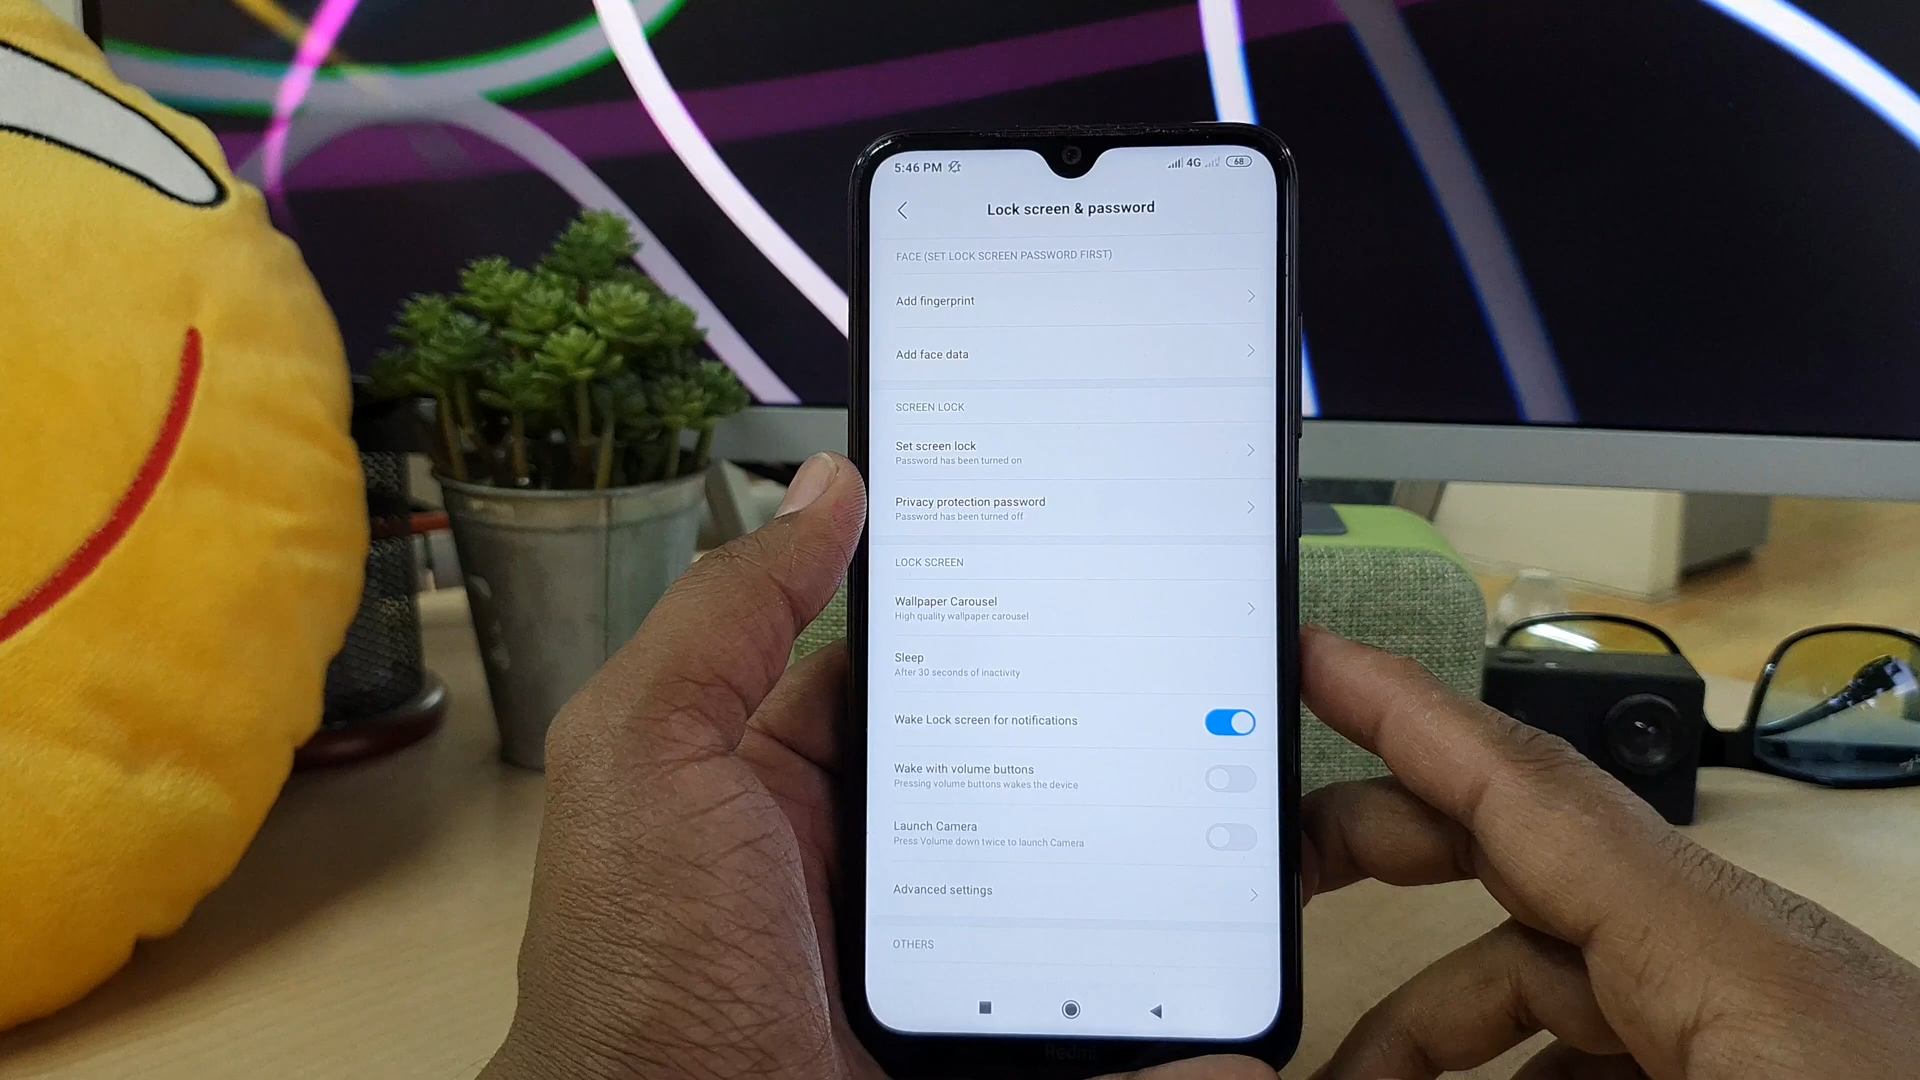 5:46 PM 4G 68
Lock screen & password
FACE (SET LOCK SCREEN PASSWORD FIRST)
Add fingerprint
Add face data
SCREEN LOCK
Set screen lock
Password has been turned on
Privacy protection password
Password has been turned off
LOCK SCREEN
Wallpaper Carousel
High quality wallpaper carousel
Sleep
After 30 seconds of inactivity
Wake Lock screen for notifications
Wake with volume buttons
Pressing volume buttons wakes the device
Launch Camera
Press Volume down twice to launch Camera
Advanced settings
OTHERS
Redmi